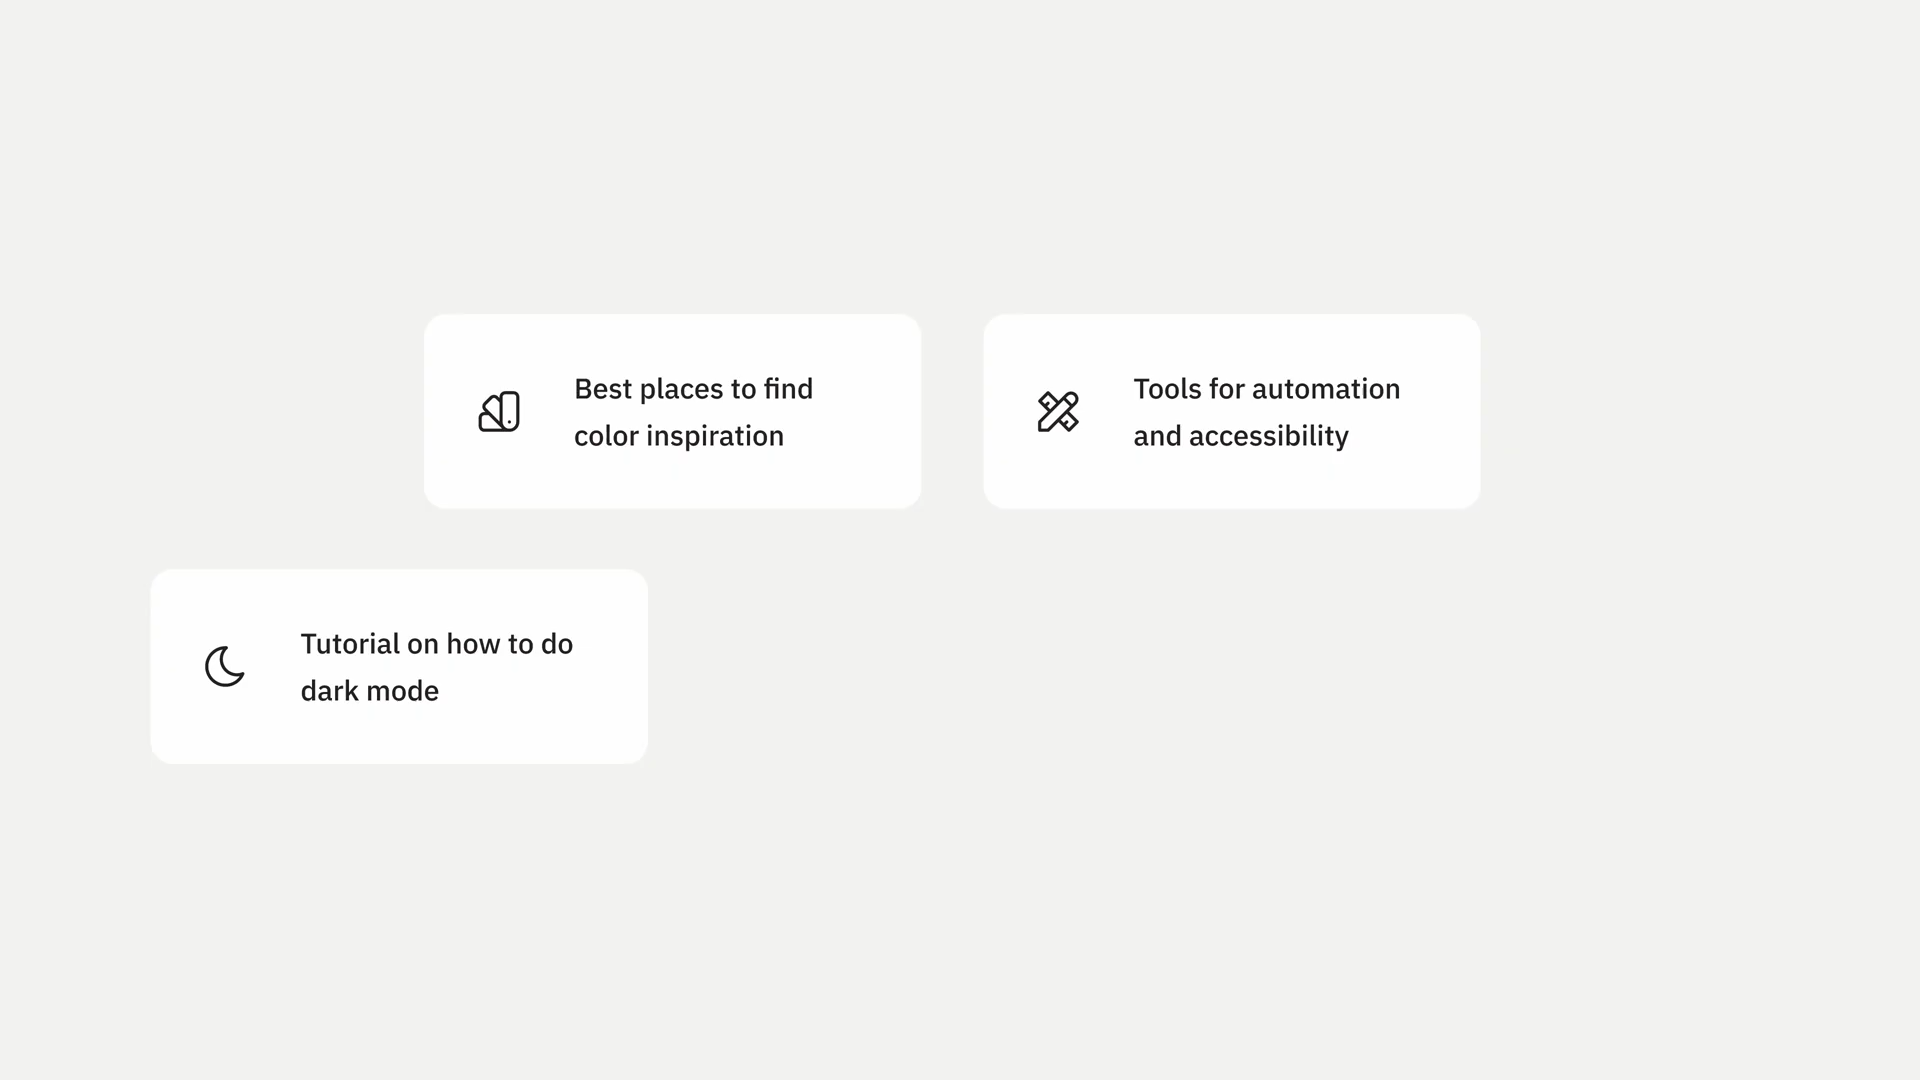 Best places to find
color inspiration
Tools for automation
and accessibility
Tutorial on how to do
dark mode